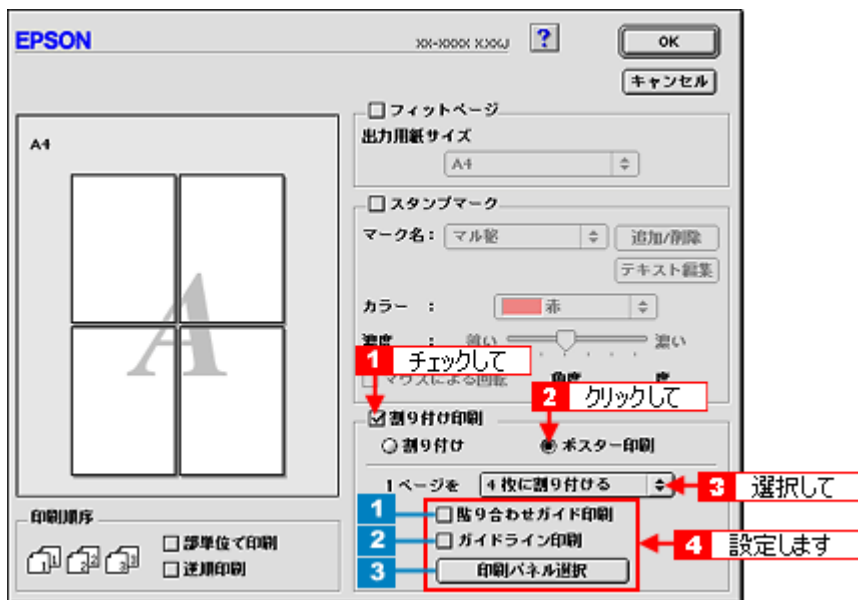 EPSON
XX-XXXX X.XXJ
?
OK
キャンセル
フィットページ
出力用紙サイズ
A4
A4
A
スタンプマーク
マーク名： マル秘 追加/削除
テキスト編集
カラー ： 赤
濃度 ： 薄い 濃い
1 チェックして
マウスによる回転 角度 度
2 クリックして
割り付け印刷
割り付け ポスター印刷
1ページを 4枚に割り付ける
3 選択して
1 貼り合わせガイド印刷
2 ガイドライン印刷
4 設定します
3 印刷パネル選択
印刷順序
1 1 2 2 3 3
部単位で印刷
逆順印刷